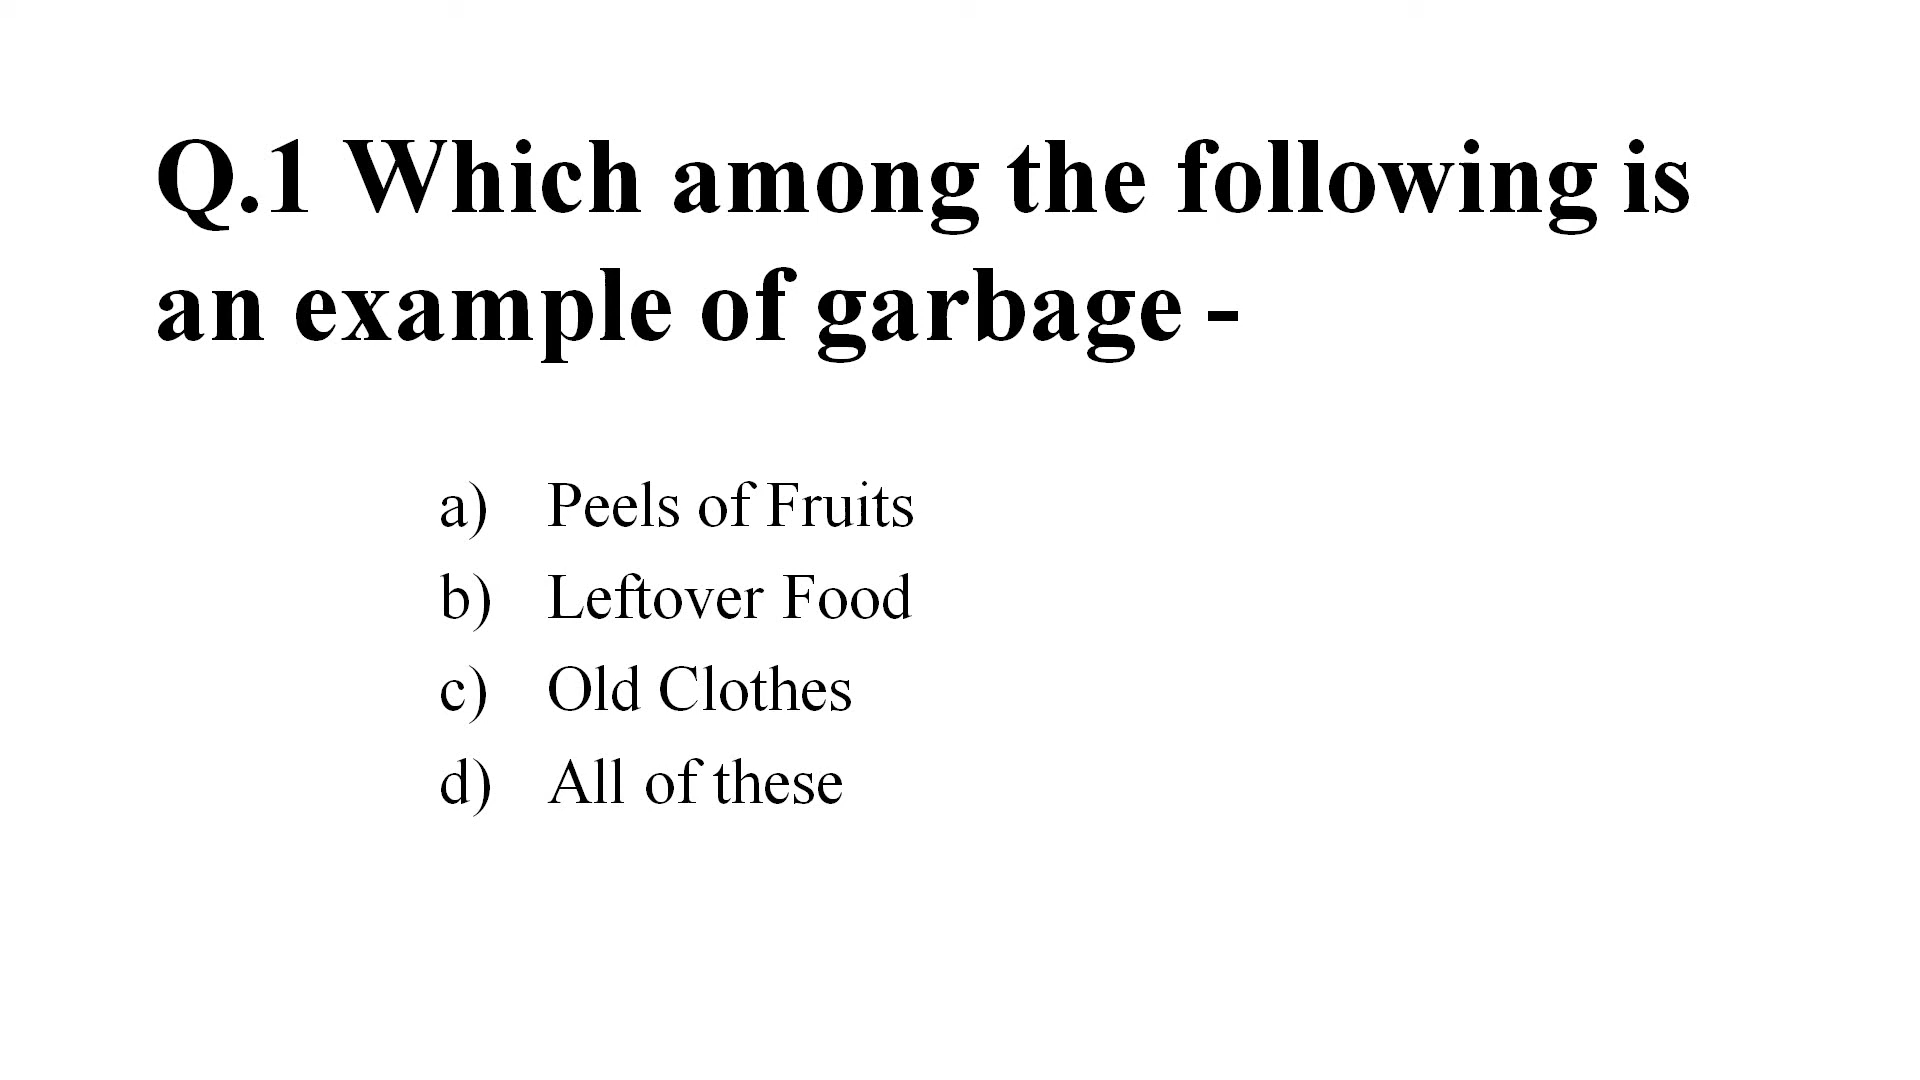 Q.1 Which among the following is
an example of garbage -
a) Peels of Fruits
b) Leftover Food
c) Old Clothes
d) All of these